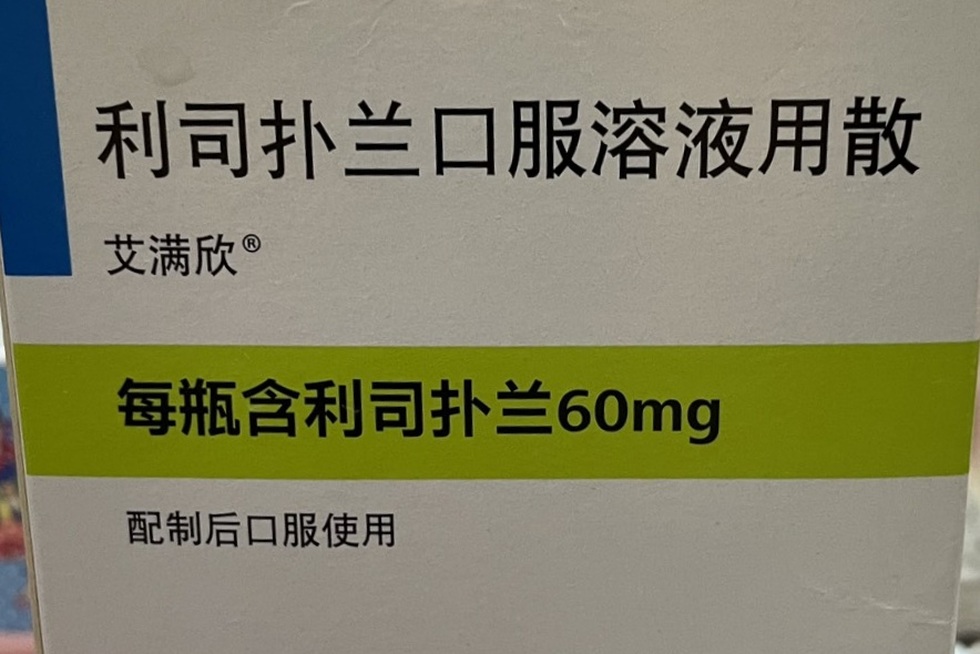 利司扑兰口服溶液用散
艾满欣®
每瓶含利司扑兰60mg
配制后口服使用